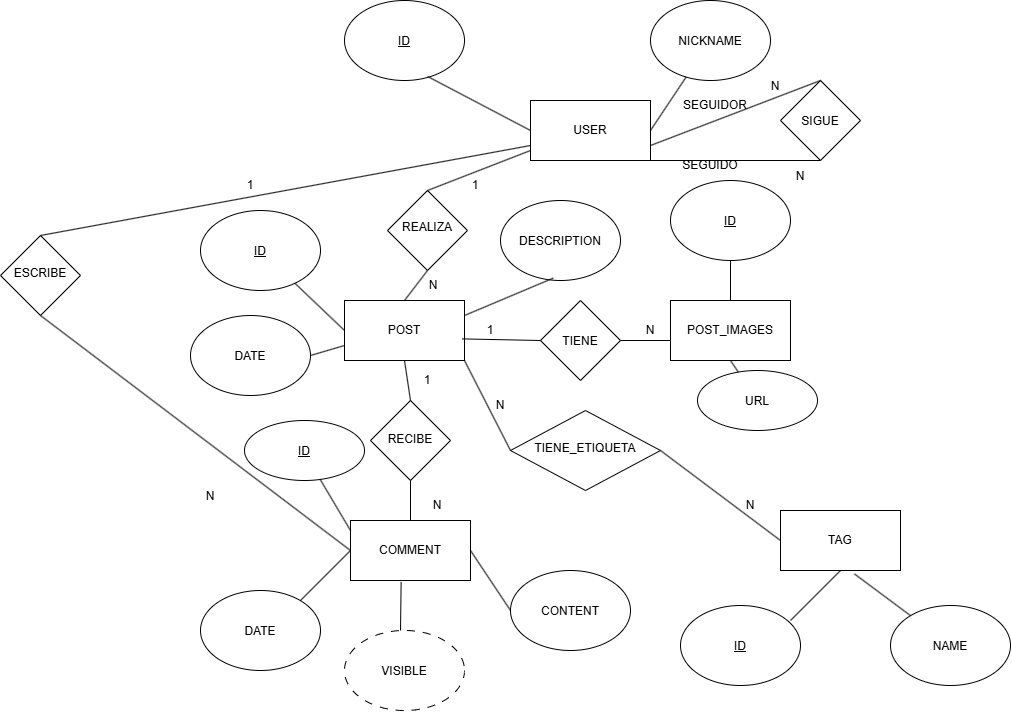 ID
NICKNAME
N
SEGUIDOR
SIGUE
USER
SEGUIDO
N
1
1
ID
REALIZA
DESCRIPTION
ID
ESCRIBE
N
POST
1
TIENE
N
POST_IMAGES
DATE
1
URL
N
RECIBE
ID
TIENE_ETIQUETA
N
N
N
COMMENT
TAG
DATE
CONTENT
VISIBLE
ID
NAME